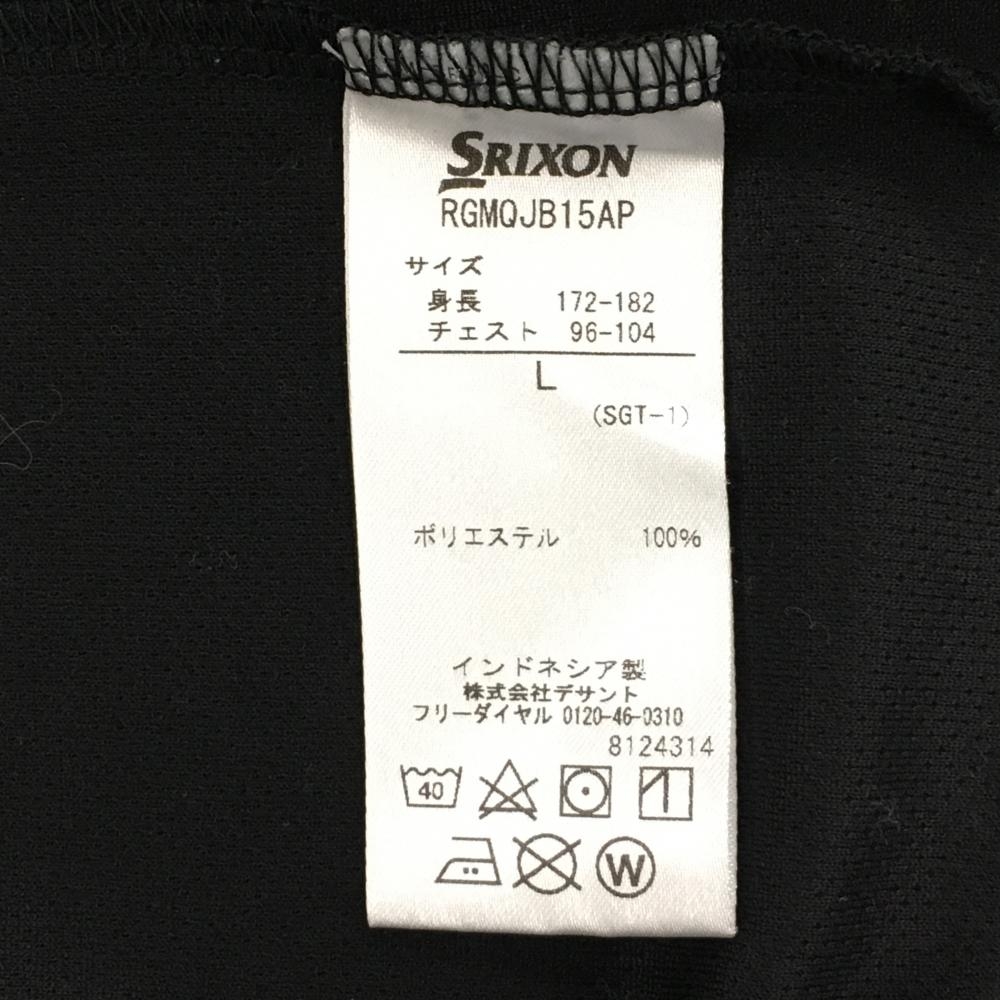 SRIXON
RGMQJB15AP
サイズ
身長 172-182
チェスト 96-104
L
(SGT-1)
ポリエステル 100%
インドネシア製
株式会社デサント
フリーダイヤル 0120-46-0310
8124314
40
W